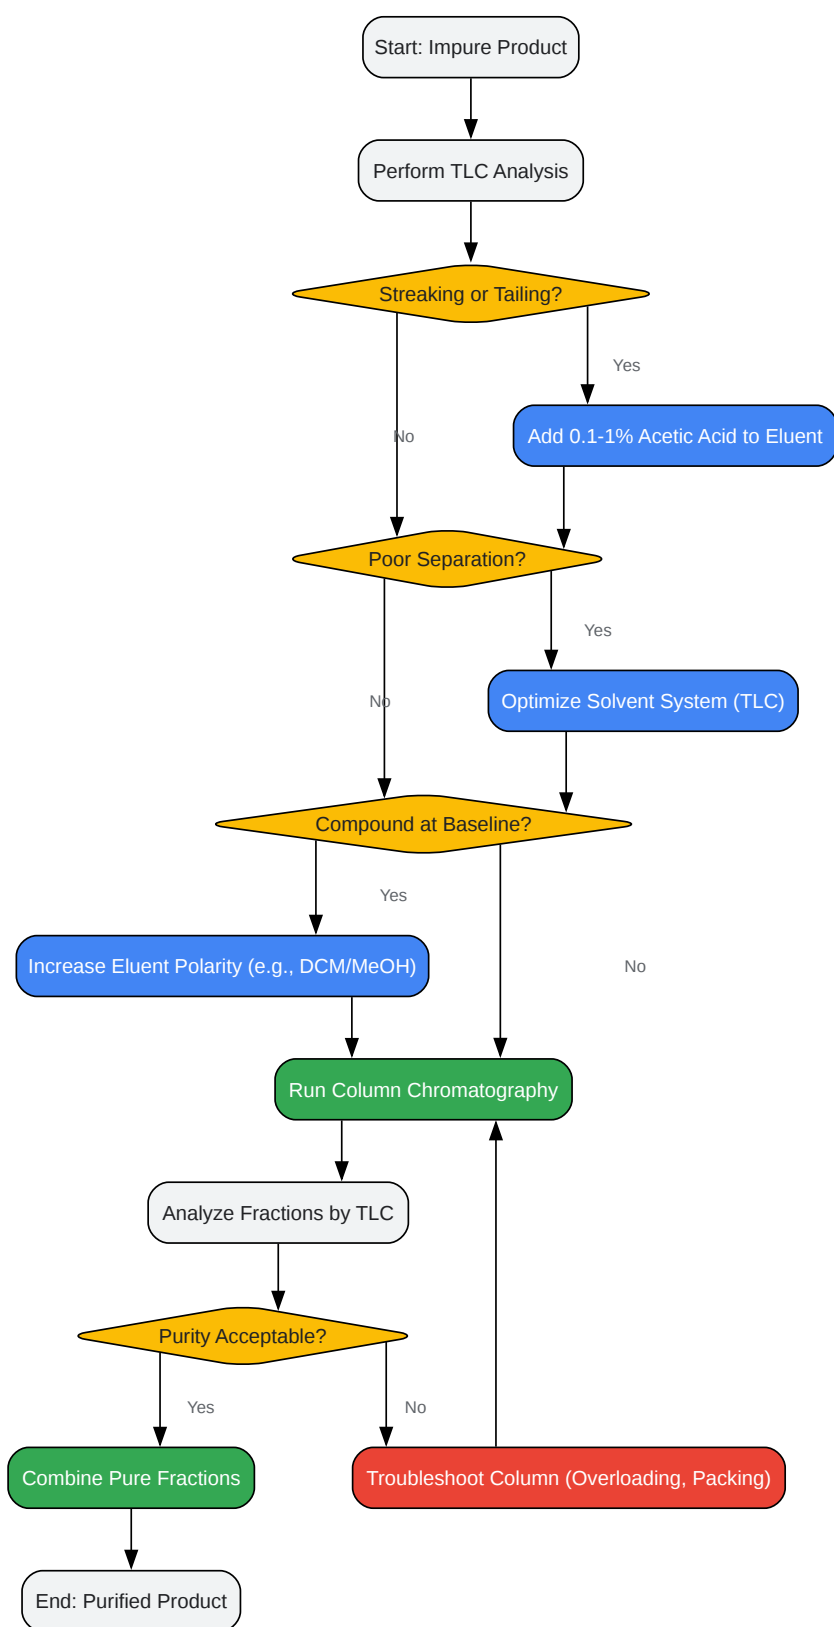 Start: Impure Product
Perform TLC Analysis
Streaking or Tailing?
Yes
No
Add 0.1-1% Acetic Acid to Eluent
Poor Separation?
Yes
No
Optimize Solvent System (TLC)
Compound at Baseline?
Yes
Increase Eluent Polarity (e.g., DCM/MeOH)
No
Run Column Chromatography
Analyze Fractions by TLC
Purity Acceptable?
Yes
No
Combine Pure Fractions
Troubleshoot Column (Overloading, Packing)
End: Purified Product